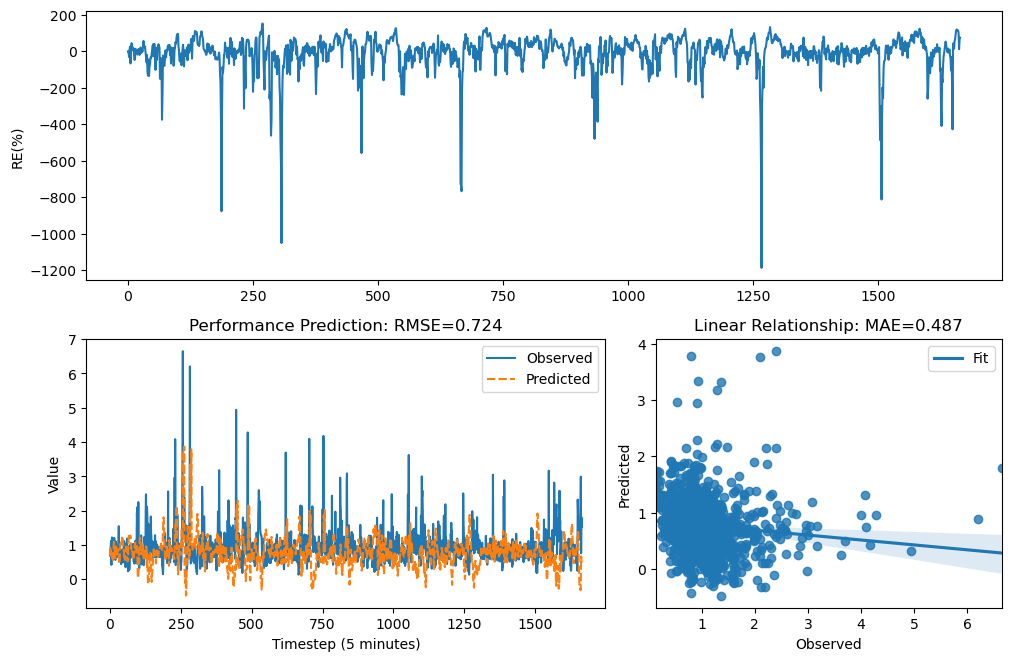 RE(%)
200
0
−200
−400
−600
−800
−1000
−1200
0 250 500 750 1000 1250 1500
Performance Prediction: RMSE=0.724
Value
7
6
5
4
3
2
1
0
Observed
Predicted
0 250 500 750 1000 1250 1500
Timestep (5 minutes)
Linear Relationship: MAE=0.487
Predicted
4
3
2
1
0
Fit
1 2 3 4 5 6
Observed